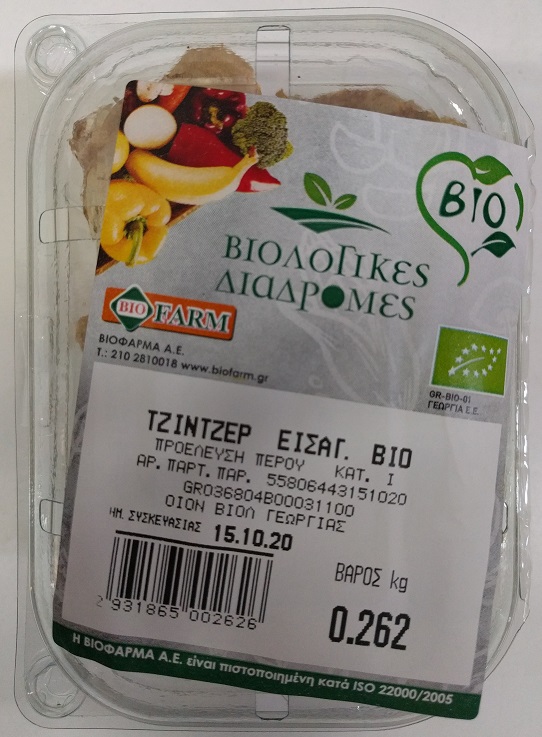 BIO
ΒΙΟΛΟΓΙΚΕΣ
ΔΙΑΔΡΟΜΕΣ
BIO FARM
ΒΙΟΦΑΡΜΑ Α.Ε.
Τ.: 210 2810018 www.biofarm.gr
GR-BIO-01
ΓΕΩΡΓΙΑ Ε.Ε.
ΤΖΙΝΤΖΕΡ ΕΙΣΑΓ. ΒΙΟ
ΠΡΟΕΛΕΥΣΗ ΠΕΡΟΥ ΚΑΤ. Ι
ΑΡ. ΠΑΡΤ. ΠΑΡ. 55806443151020
GR036804B00031100
ΟΙΟΝ ΒΙΟΛ ΓΕΩΡΓΙΑΣ
ΗΜ. ΣΥΣΚΕΥΑΣΙΑΣ 15.10.20
ΒΑΡΟΣ kg
0.262
2 931865 002626
Η ΒΙΟΦΑΡΜΑ Α.Ε. είναι πιστοποιημένη κατά ISO 22000/2005